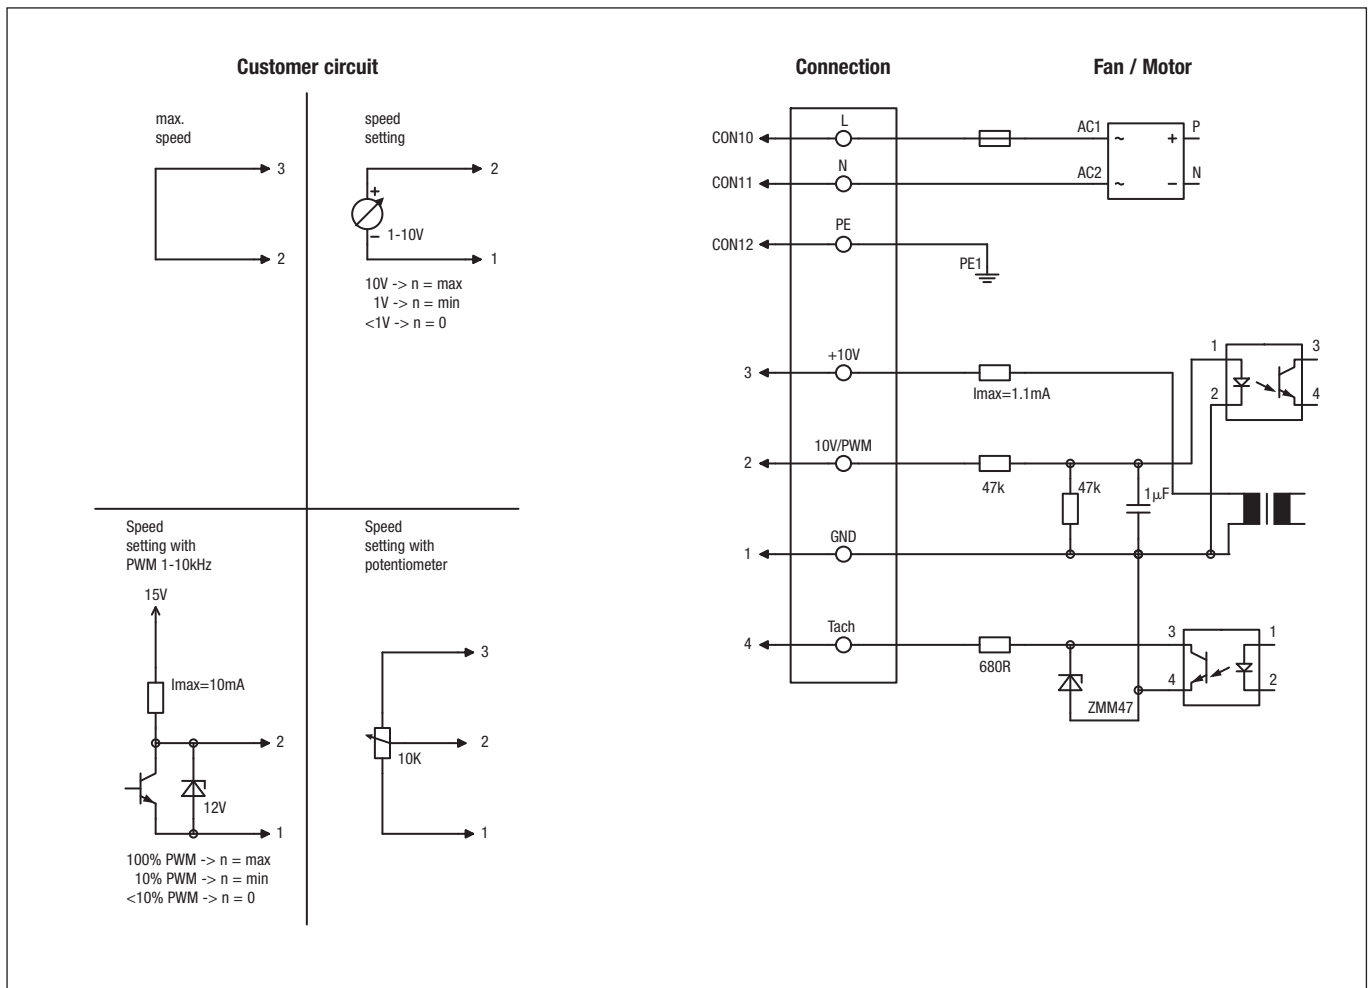 Customer circuit
max.
speed
3
2
speed
setting
2
+
1-10V
–
1
10V -> n = max
1V -> n = min
<1V -> n = 0
Speed
setting with
PWM 1-10kHz
15V
Imax=10mA
2
12V
1
100% PWM -> n = max
10% PWM -> n = min
<10% PWM -> n = 0
Speed
setting with
potentiometer
3
2
10K
1
Connection
Fan / Motor
L
CON10
AC1
~
+
P
N
CON11
AC2
~
–
N
PE
CON12
PE1
+10V
3
Imax=1.1mA
1
3
2
4
10V/PWM
2
47k
47k
1µF
GND
1
Tach
4
680R
ZMM47
3
1
4
2